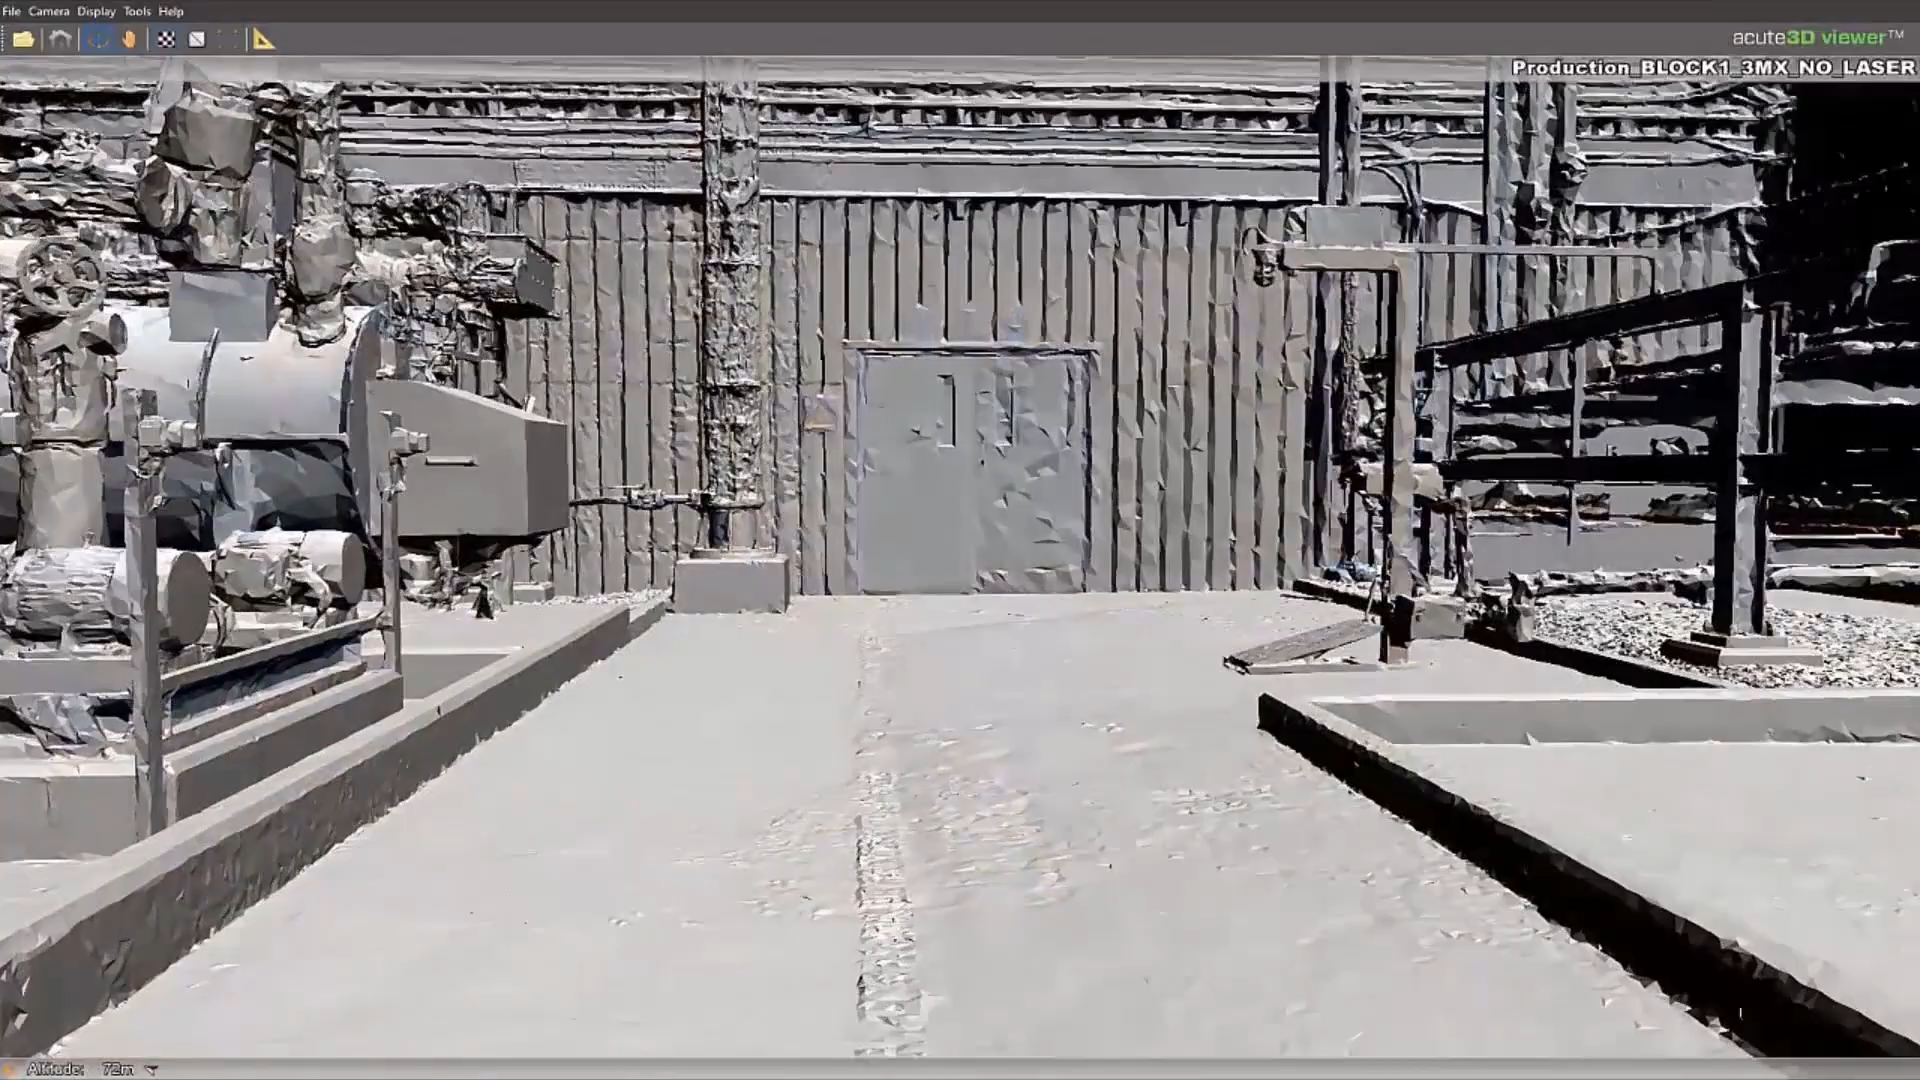 File Camera Display Tools Help
acute3D viewer™
Production_BLOCK1_3MX_NO_LASER
Altitude: 72m